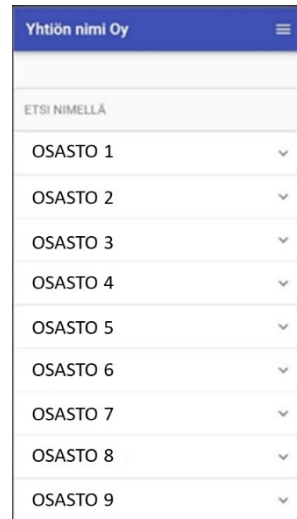 Yhtiön nimi Oy
ETSI NIMELLÄ
OSASTO 1
OSASTO 2
OSASTO 3
OSASTO 4
OSASTO 5
OSASTO 6
OSASTO 7
OSASTO 8
OSASTO 9